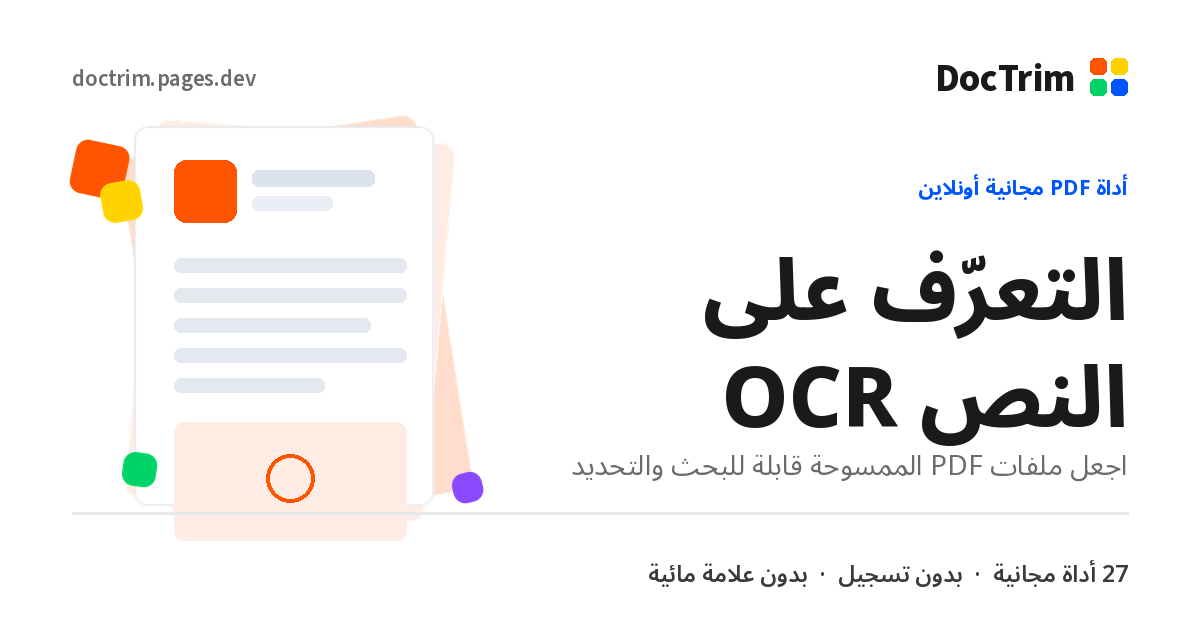 DocTrim
doctrim.pages.dev
أداة PDF مجانية أونلاين
التعرّف على
النص OCR
اجعل ملفات PDF الممسوحة قابلة للبحث والتحديد
27 أداة مجانية · بدون تسجيل · بدون علامة مائية